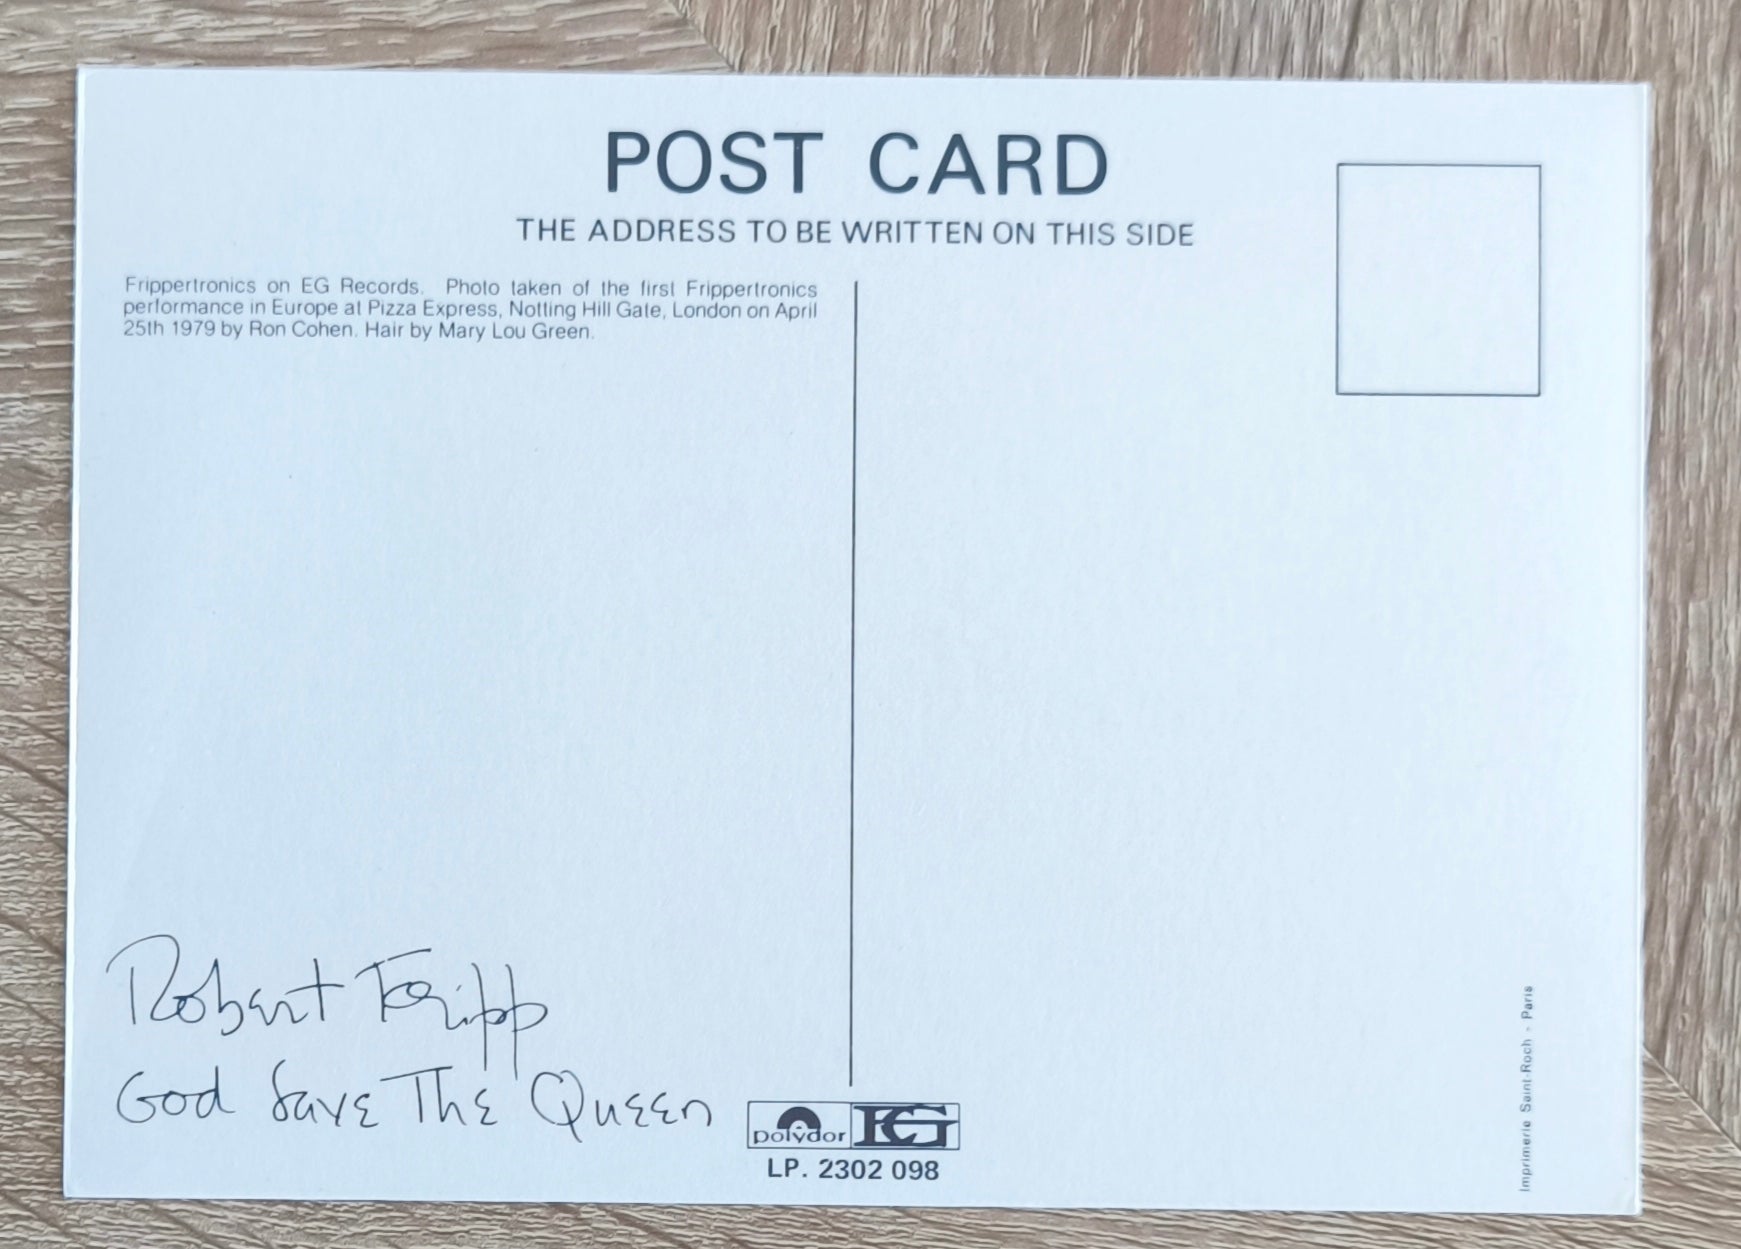 POST CARD
THE ADDRESS TO BE WRITTEN ON THIS SIDE
Frippertronics on EG Records. Photo taken of the first Frippertronics
performance in Europe at Pizza Express, Notting Hill Gate, London on April
25th 1979 by Ron Cohen. Hair by Mary Lou Green.
Robert Fripp
God Save The Queen
polydor EG
LP. 2302 098
Imprimerie Saint-Roch - Paris